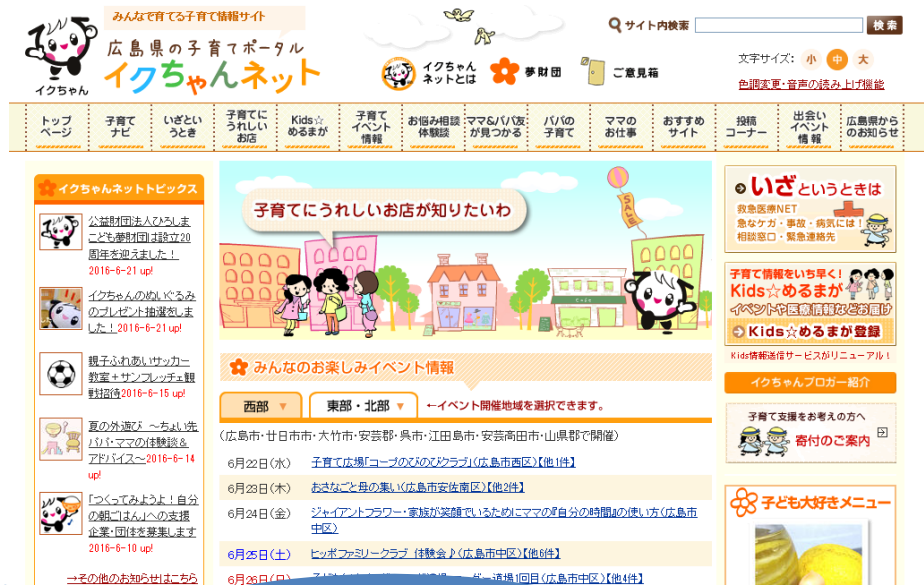 みんなで育てる子育て情報サイト
広島県の子育てポータル
イクちゃんネット
イクちゃん
イクちゃん
ネットとは
夢財団
ご意見箱
サイト内検索
検索
文字サイズ: 小 中 大
色調変更・音声の読み上げ機能
トップ
ページ
子育て
ナビ
いざとい
うとき
子育てに
うれしい
お店
Kids☆
めるまが
子育て
イベント
情報
お悩み相談
体験談
ママ&パパ友
が見つかる
パパの
子育て
ママの
お仕事
おすすめ
サイト
投稿
コーナー
出会い
イベント
情報
広島県から
のお知らせ
イクちゃんネットトピックス
公益財団法人ひろしま
こども夢財団は設立20
周年を迎えました!
2016-6-21 up!
イクちゃんのぬいぐるみ
のプレゼント抽選をしま
した!2016-6-21 up!
親子ふれあいサッカー
教室+サンフレッチェ観
戦招待2016-6-15 up!
夏の外遊び ～ちょい先
パパ・ママの体験談&
アドバイス～2016-6-14
up!
「つくってみよう!自分
の朝ごはん」への支援
企業・団体を募集します
2016-6-10 up!
→その他のお知らせはこちら
子育てにうれしいお店が知りたいわ
SALE
みんなのお楽しみイベント情報
西部 ▼
東部・北部 ▼
←イベント開催地域を選択できます。
(広島市・廿日市市・大竹市・安芸郡・呉市・江田島市・安芸高田市・山県郡で開催)
6月22日(水) 子育て広場「コープのびのびクラブ」(広島市西区)【他1件】
6月23日(木) おさなごと母の集い(広島市安佐南区)【他2件】
6月24日(金) ジャイアントフラワー・家族が笑顔でいるためにママの『自分の時間』の使い方(広島市
中区)
6月25日(土) ヒッポファミリークラブ 体験会♪(広島市中区)【他6件】
6月26日(日)
道場1回目(広島市中区)【他4件】
いざというときは
救急医療NET
急なケガ・事故・病気には!
相談窓口・緊急連絡先
子育て情報をいち早く!
Kids☆めるまが
イベントや医療情報などお届け
Kids☆めるまが登録
Kids情報送信サービスがリニューアル!
イクちゃんブロガー紹介
子育て支援をお考えの方へ
寄付のご案内
子ども大好きメニュー